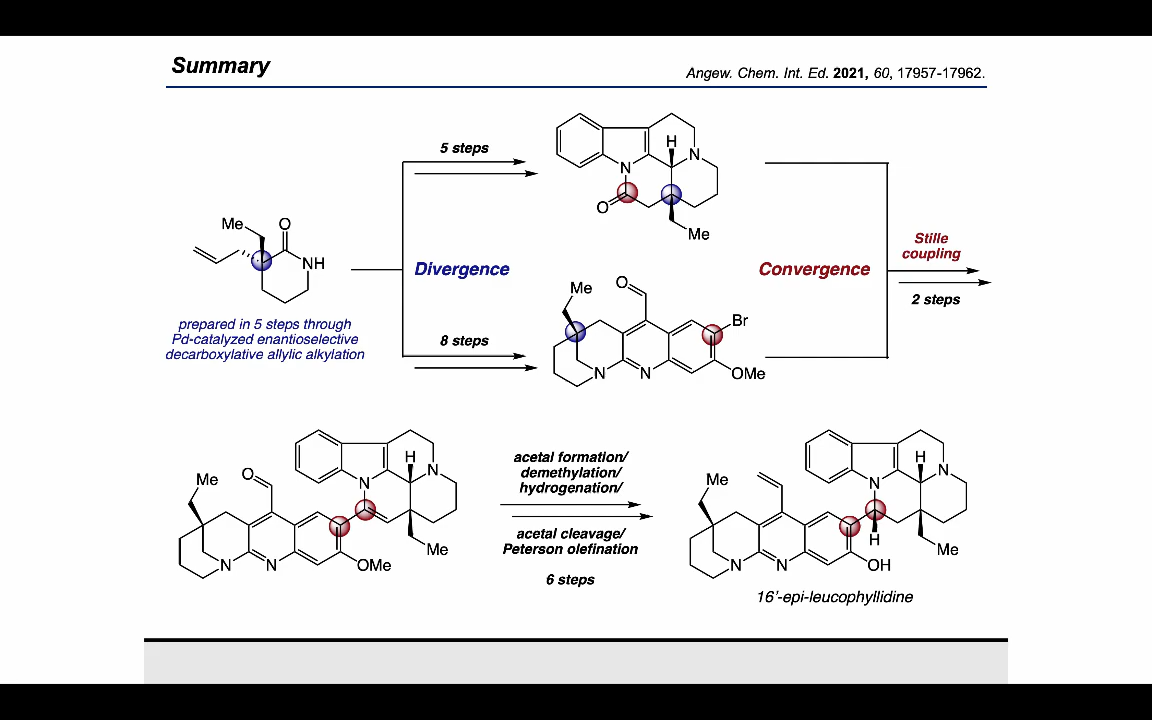 Summary
Angew. Chem. Int. Ed. 2021, 60, 17957-17962.
5 steps
H
N
N
O
Me
Me
O
NH
Divergence
Convergence
Stille
coupling
2 steps
prepared in 5 steps through
Pd-catalyzed enantioselective
decarboxylative allylic alkylation
8 steps
Me
O
Br
N
N
OMe
H
N
N
Me
O
Me
N
N
OMe
acetal formation/
demethylation/
hydrogenation/
acetal cleavage/
Peterson olefination
6 steps
H
N
N
Me
H
Me
N
N
OH
16'-epi-leucophyllidine